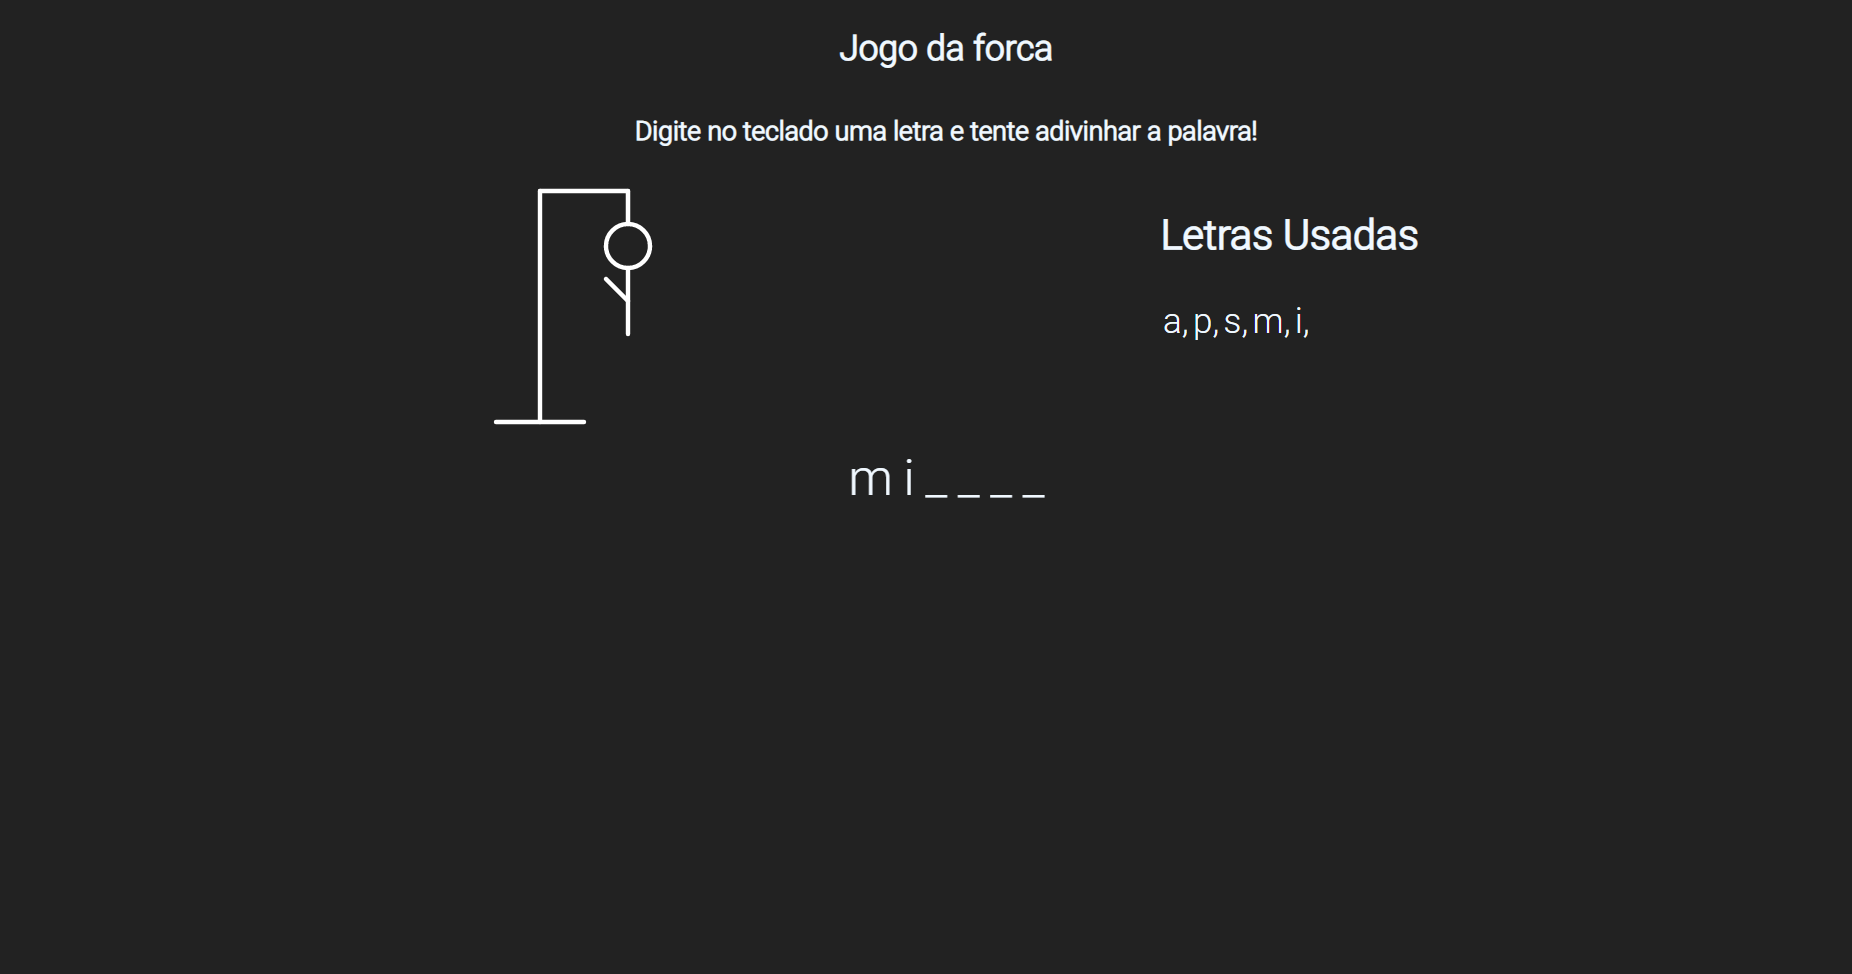 Jogo da forca
Digite no teclado uma letra e tente adivinhar a palavra!
Letras Usadas
a, p, s, m, i,
m i _ _ _ _